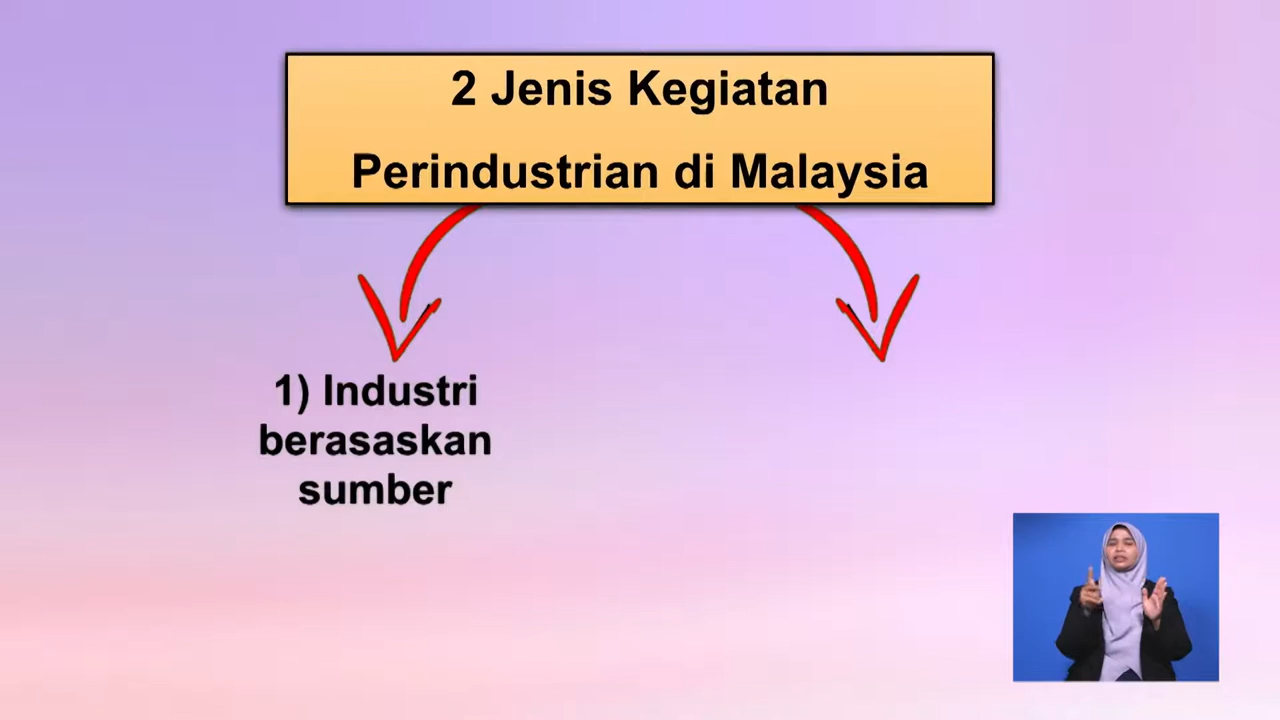 2 Jenis Kegiatan
Perindustrian di Malaysia
1) Industri
berasaskan
sumber